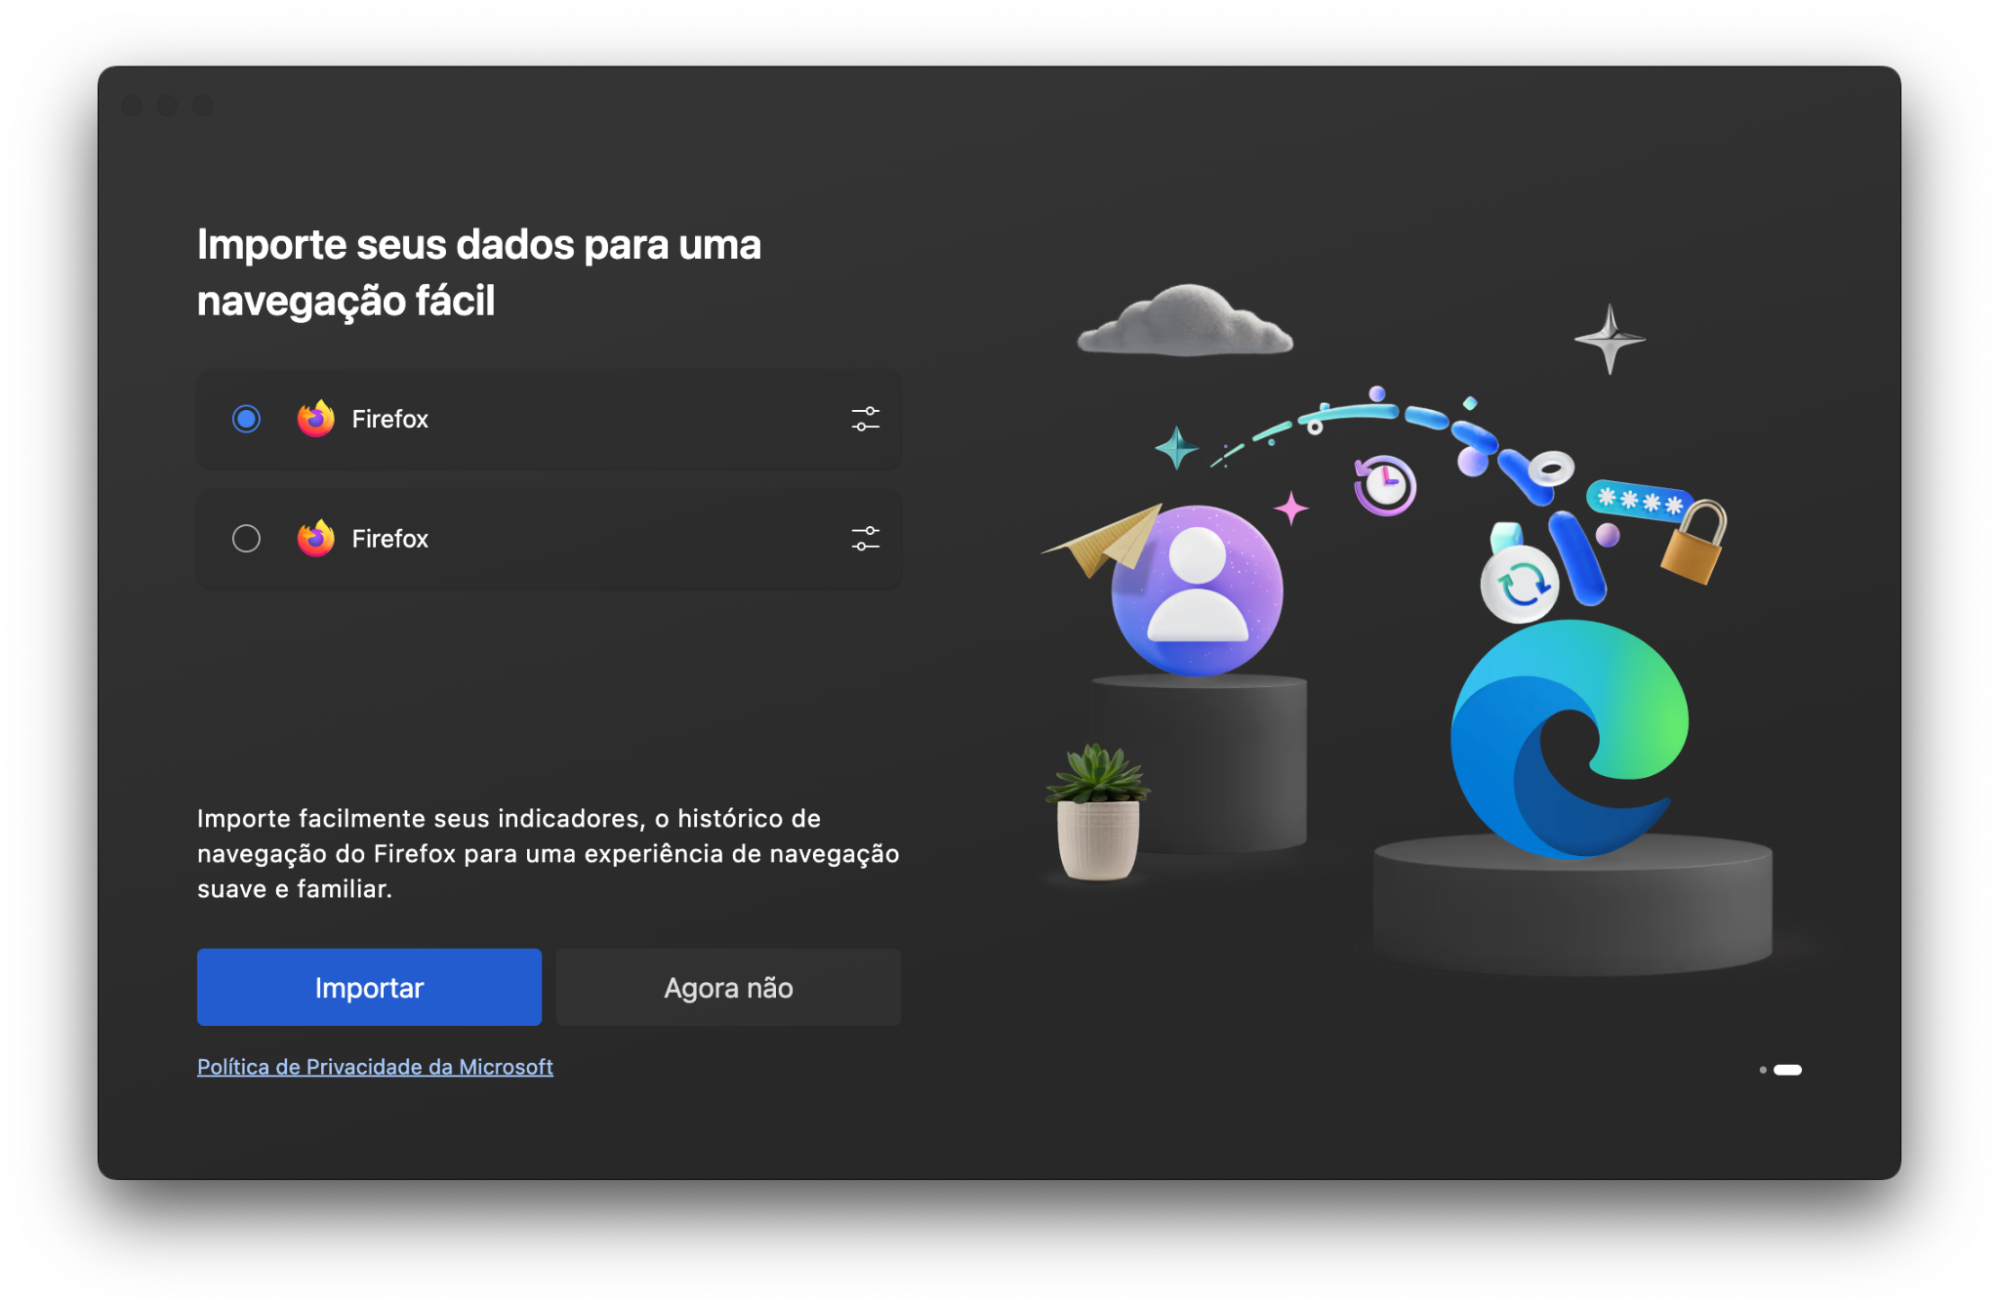 Importe seus dados para uma
navegação fácil
Firefox
Firefox
Importe facilmente seus indicadores, o histórico de
navegação do Firefox para uma experiência de navegação
suave e familiar.
Importar
Agora não
Política de Privacidade da Microsoft
****